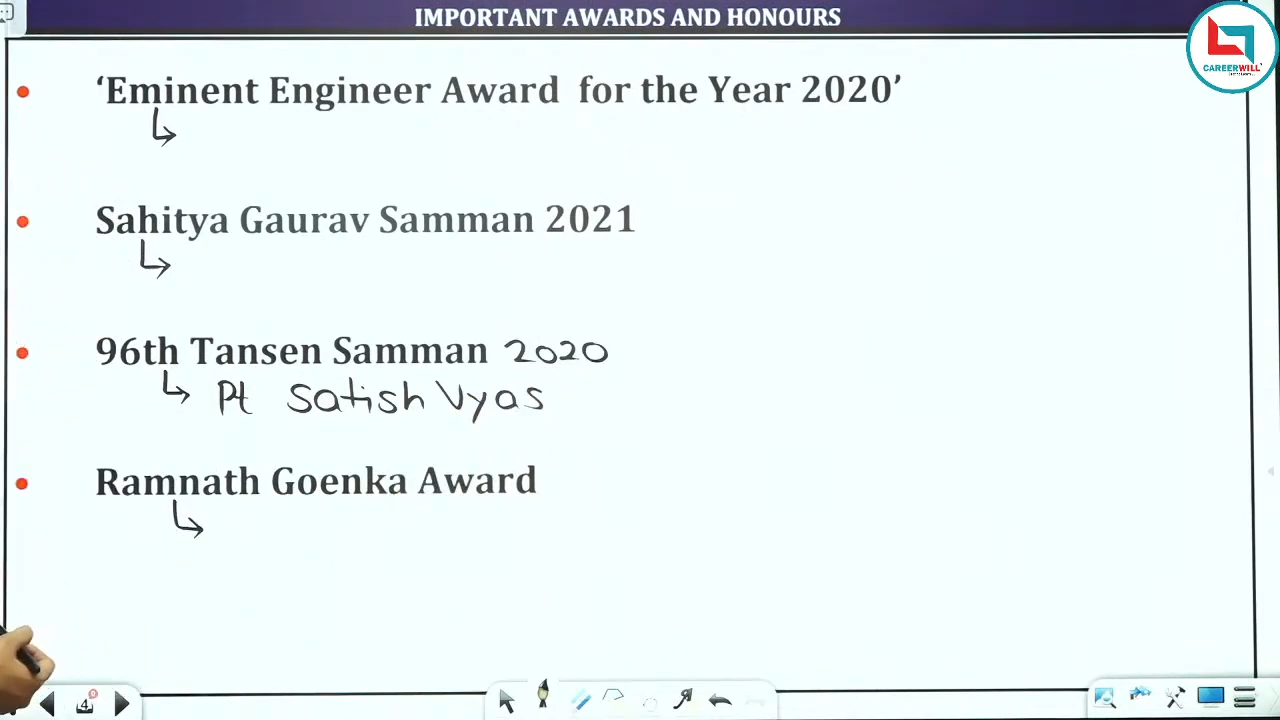 IMPORTANT AWARDS AND HONOURS
CAREERWILL
‘Eminent Engineer Award for the Year 2020’
Sahitya Gaurav Samman 2021
96th Tansen Samman 2020
Pt Satish Vyas
Ramnath Goenka Award
4